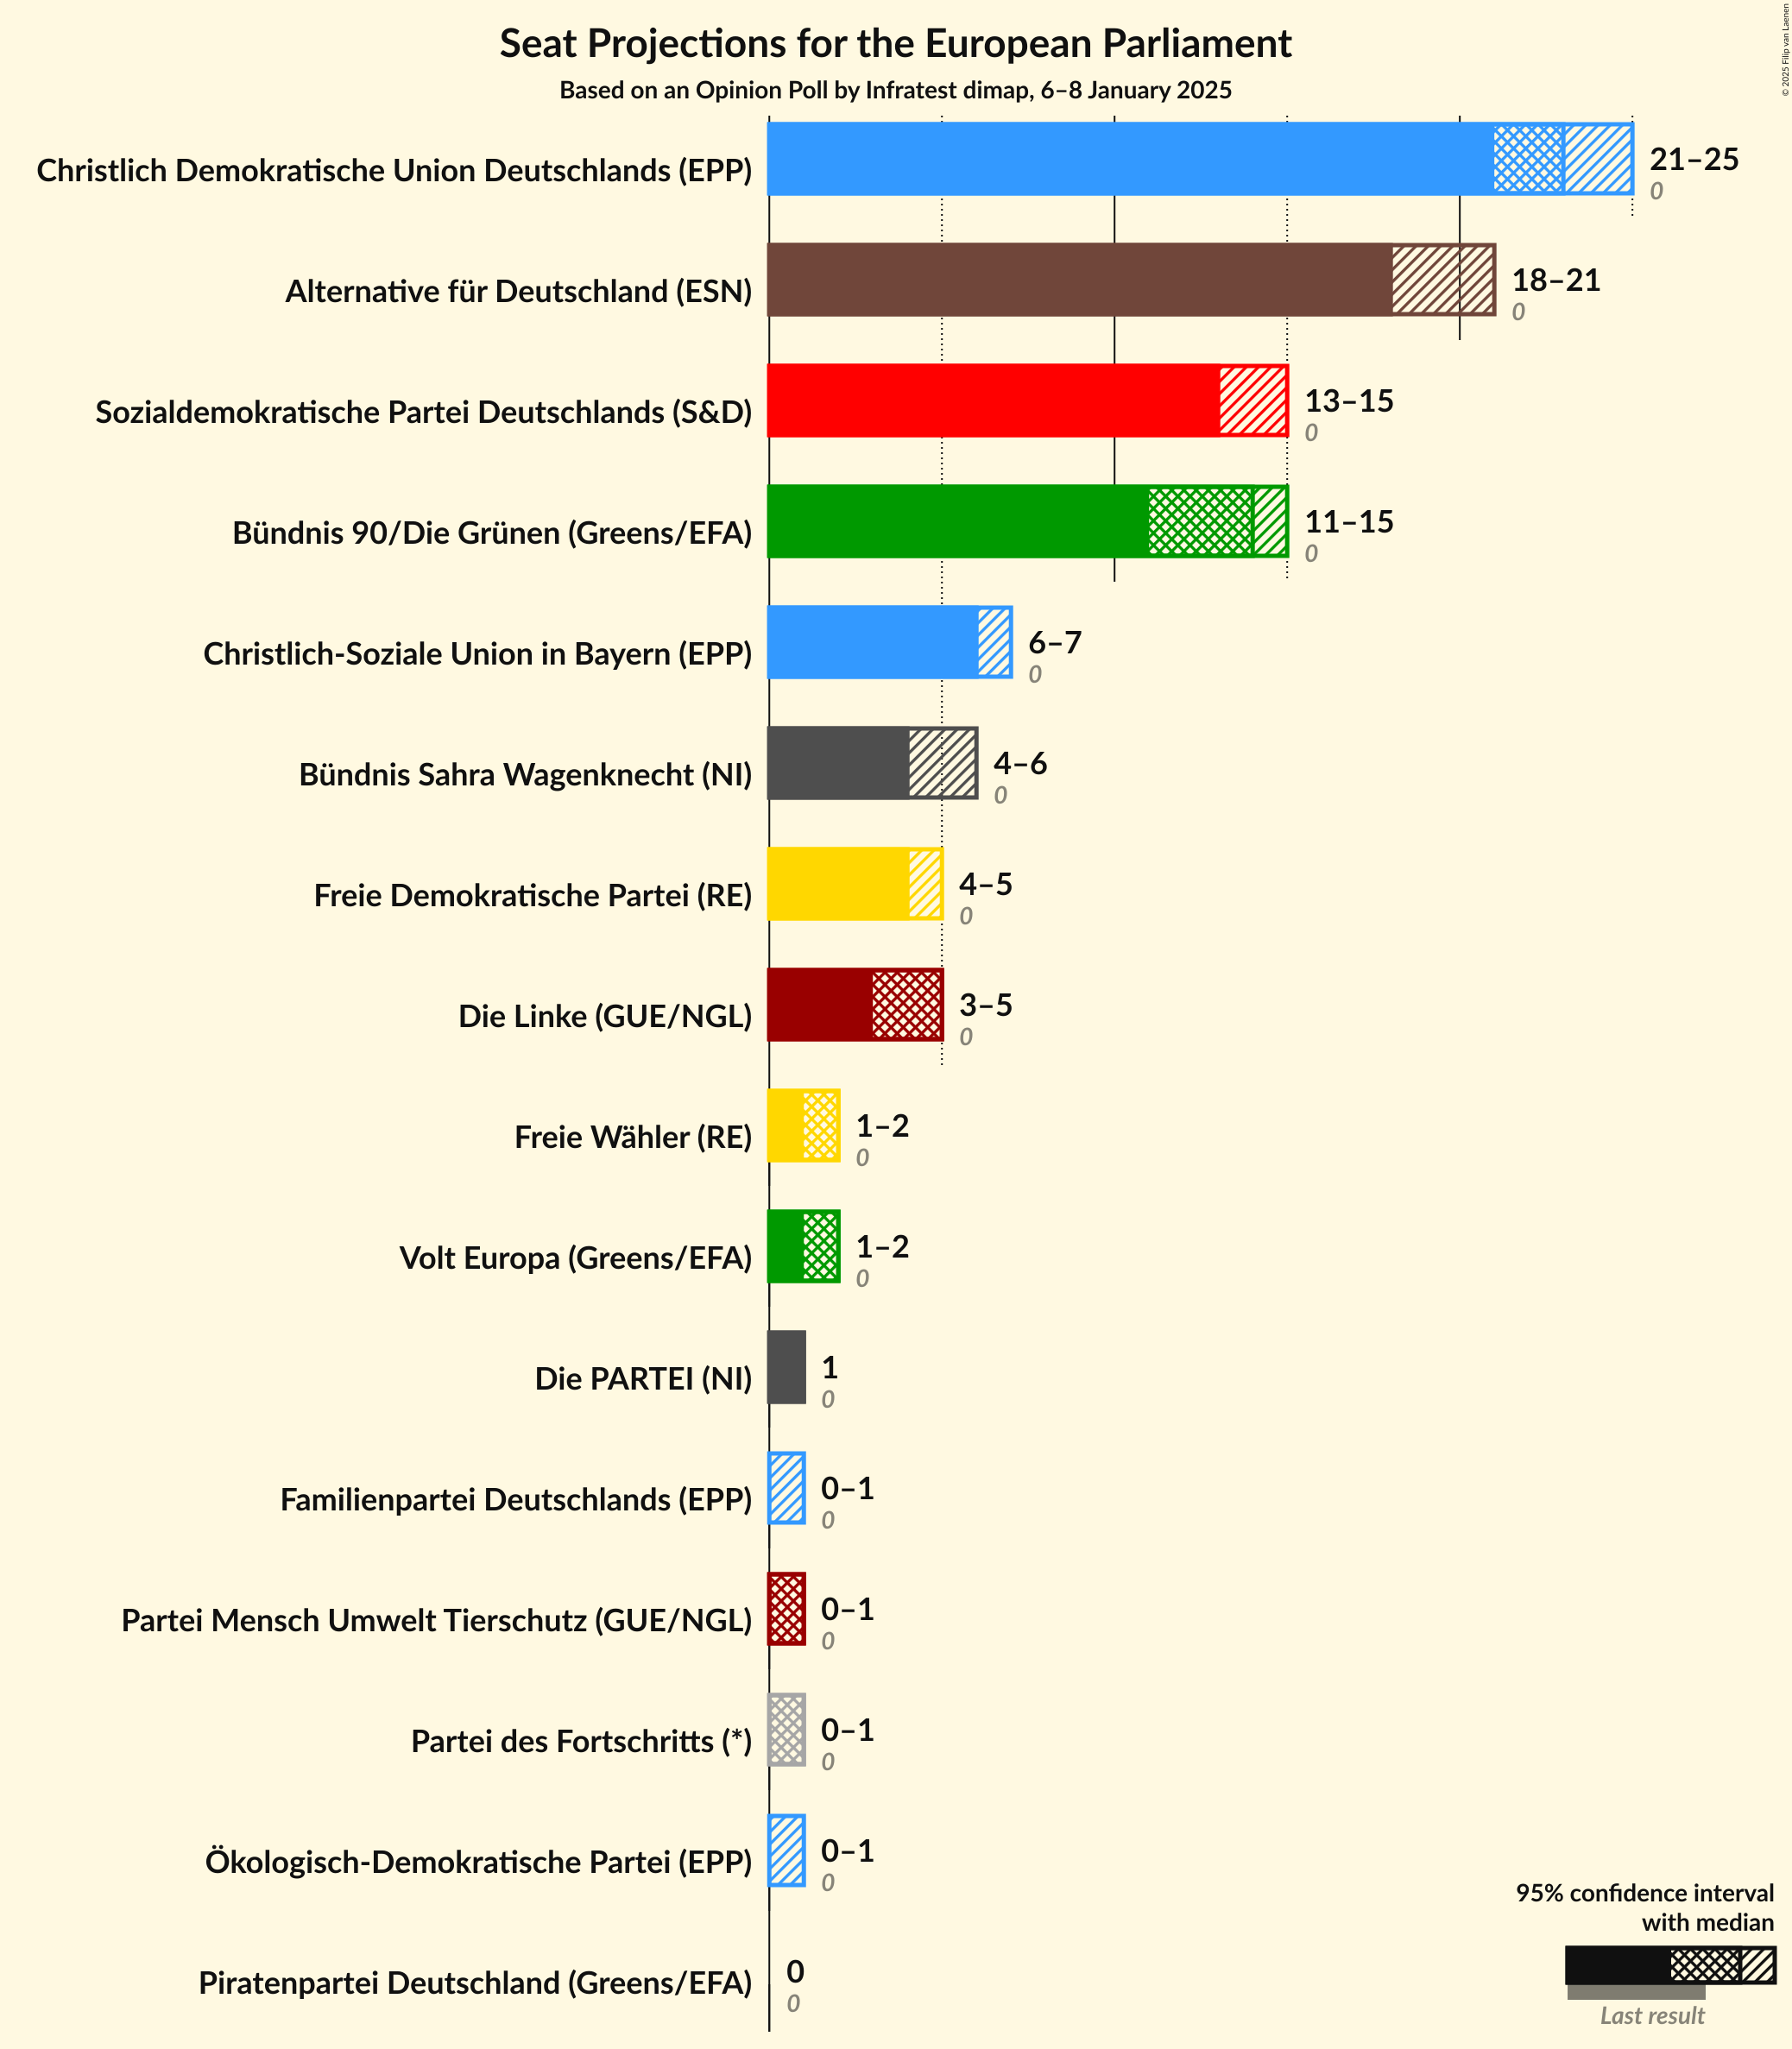 Seat Projections for the European Parliament
Based on an Opinion Poll by Infratest dimap, 6–8 January 2025
© 2025 Filip van Laenen
Christlich Demokratische Union Deutschlands (EPP)
21–25
0
Alternative für Deutschland (ESN)
18–21
0
Sozialdemokratische Partei Deutschlands (S&D)
13–15
0
Bündnis 90/Die Grünen (Greens/EFA)
11–15
0
Christlich-Soziale Union in Bayern (EPP)
6–7
0
Bündnis Sahra Wagenknecht (NI)
4–6
0
Freie Demokratische Partei (RE)
4–5
0
Die Linke (GUE/NGL)
3–5
0
Freie Wähler (RE)
1–2
0
Volt Europa (Greens/EFA)
1–2
0
Die PARTEI (NI)
1
0
Familienpartei Deutschlands (EPP)
0–1
0
Partei Mensch Umwelt Tierschutz (GUE/NGL)
0–1
0
Partei des Fortschritts (*)
0–1
0
Ökologisch-Demokratische Partei (EPP)
0–1
0
Piratenpartei Deutschland (Greens/EFA)
0
0
95% confidence interval
with median
Last result